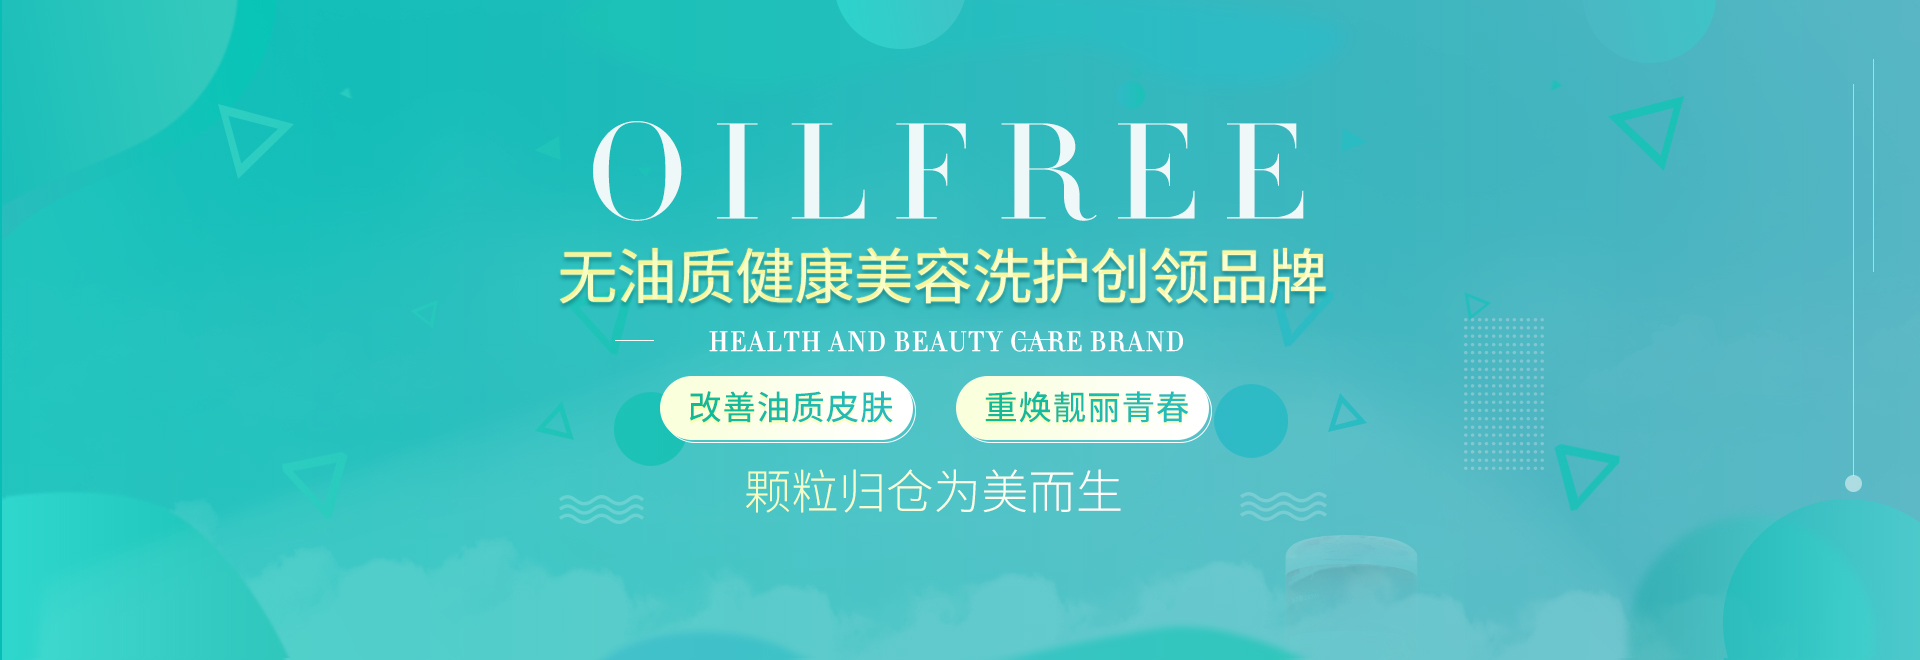 OILFREE
无油质健康美容洗护创领品牌
HEALTH AND BEAUTY CARE BRAND
改善油质皮肤 重焕靓丽青春
颗粒归仓为美而生